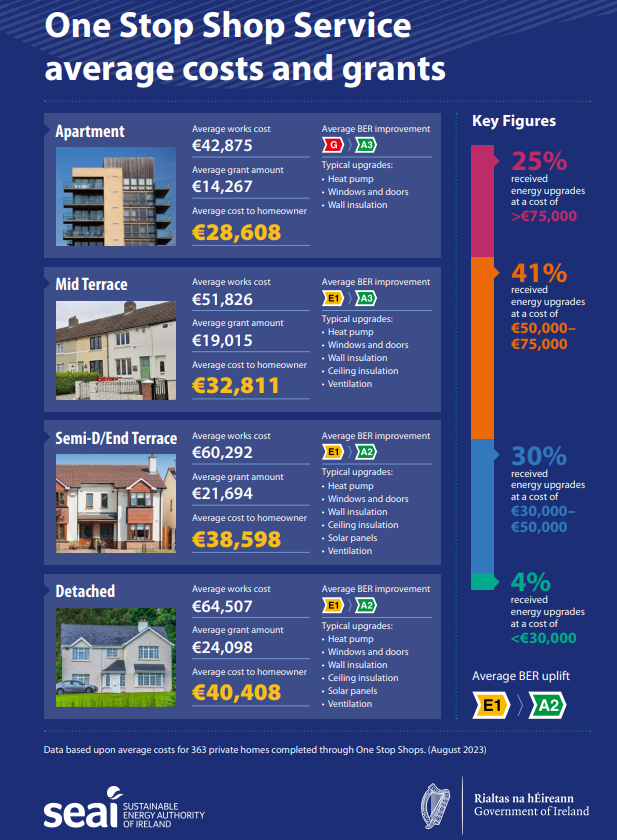 One Stop Shop Service
average costs and grants
Apartment
Average works cost
€42,875
Average grant amount
€14,267
Average cost to homeowner
€28,608
Average BER improvement
G
A3
Typical upgrades:
• Heat pump
• Windows and doors
• Wall insulation
Mid Terrace
Average works cost
€51,826
Average grant amount
€19,015
Average cost to homeowner
€32,811
Average BER improvement
E1
A3
Typical upgrades:
• Heat pump
• Windows and doors
• Wall insulation
• Ceiling insulation
• Ventilation
Semi-D/End Terrace
Average works cost
€60,292
Average grant amount
€21,694
Average cost to homeowner
€38,598
Average BER improvement
E1
A2
Typical upgrades:
• Heat pump
• Windows and doors
• Wall insulation
• Ceiling insulation
• Solar panels
• Ventilation
Detached
Average works cost
€64,507
Average grant amount
€24,098
Average cost to homeowner
€40,408
Average BER improvement
E1
A2
Typical upgrades:
• Heat pump
• Windows and doors
• Wall insulation
• Ceiling insulation
• Solar panels
• Ventilation
Key Figures
25%
received
energy upgrades
at a cost of
>€75,000
41%
received
energy upgrades
at a cost of
€50,000–
€75,000
30%
received
energy upgrades
at a cost of
€30,000–
€50,000
4%
received
energy upgrades
at a cost of
<€30,000
Average BER uplift
E1
A2
Data based upon average costs for 363 private homes completed through One Stop Shops. (August 2023)
seai
SUSTAINABLE
ENERGY AUTHORITY
OF IRELAND
Rialtas na hÉireann
Government of Ireland